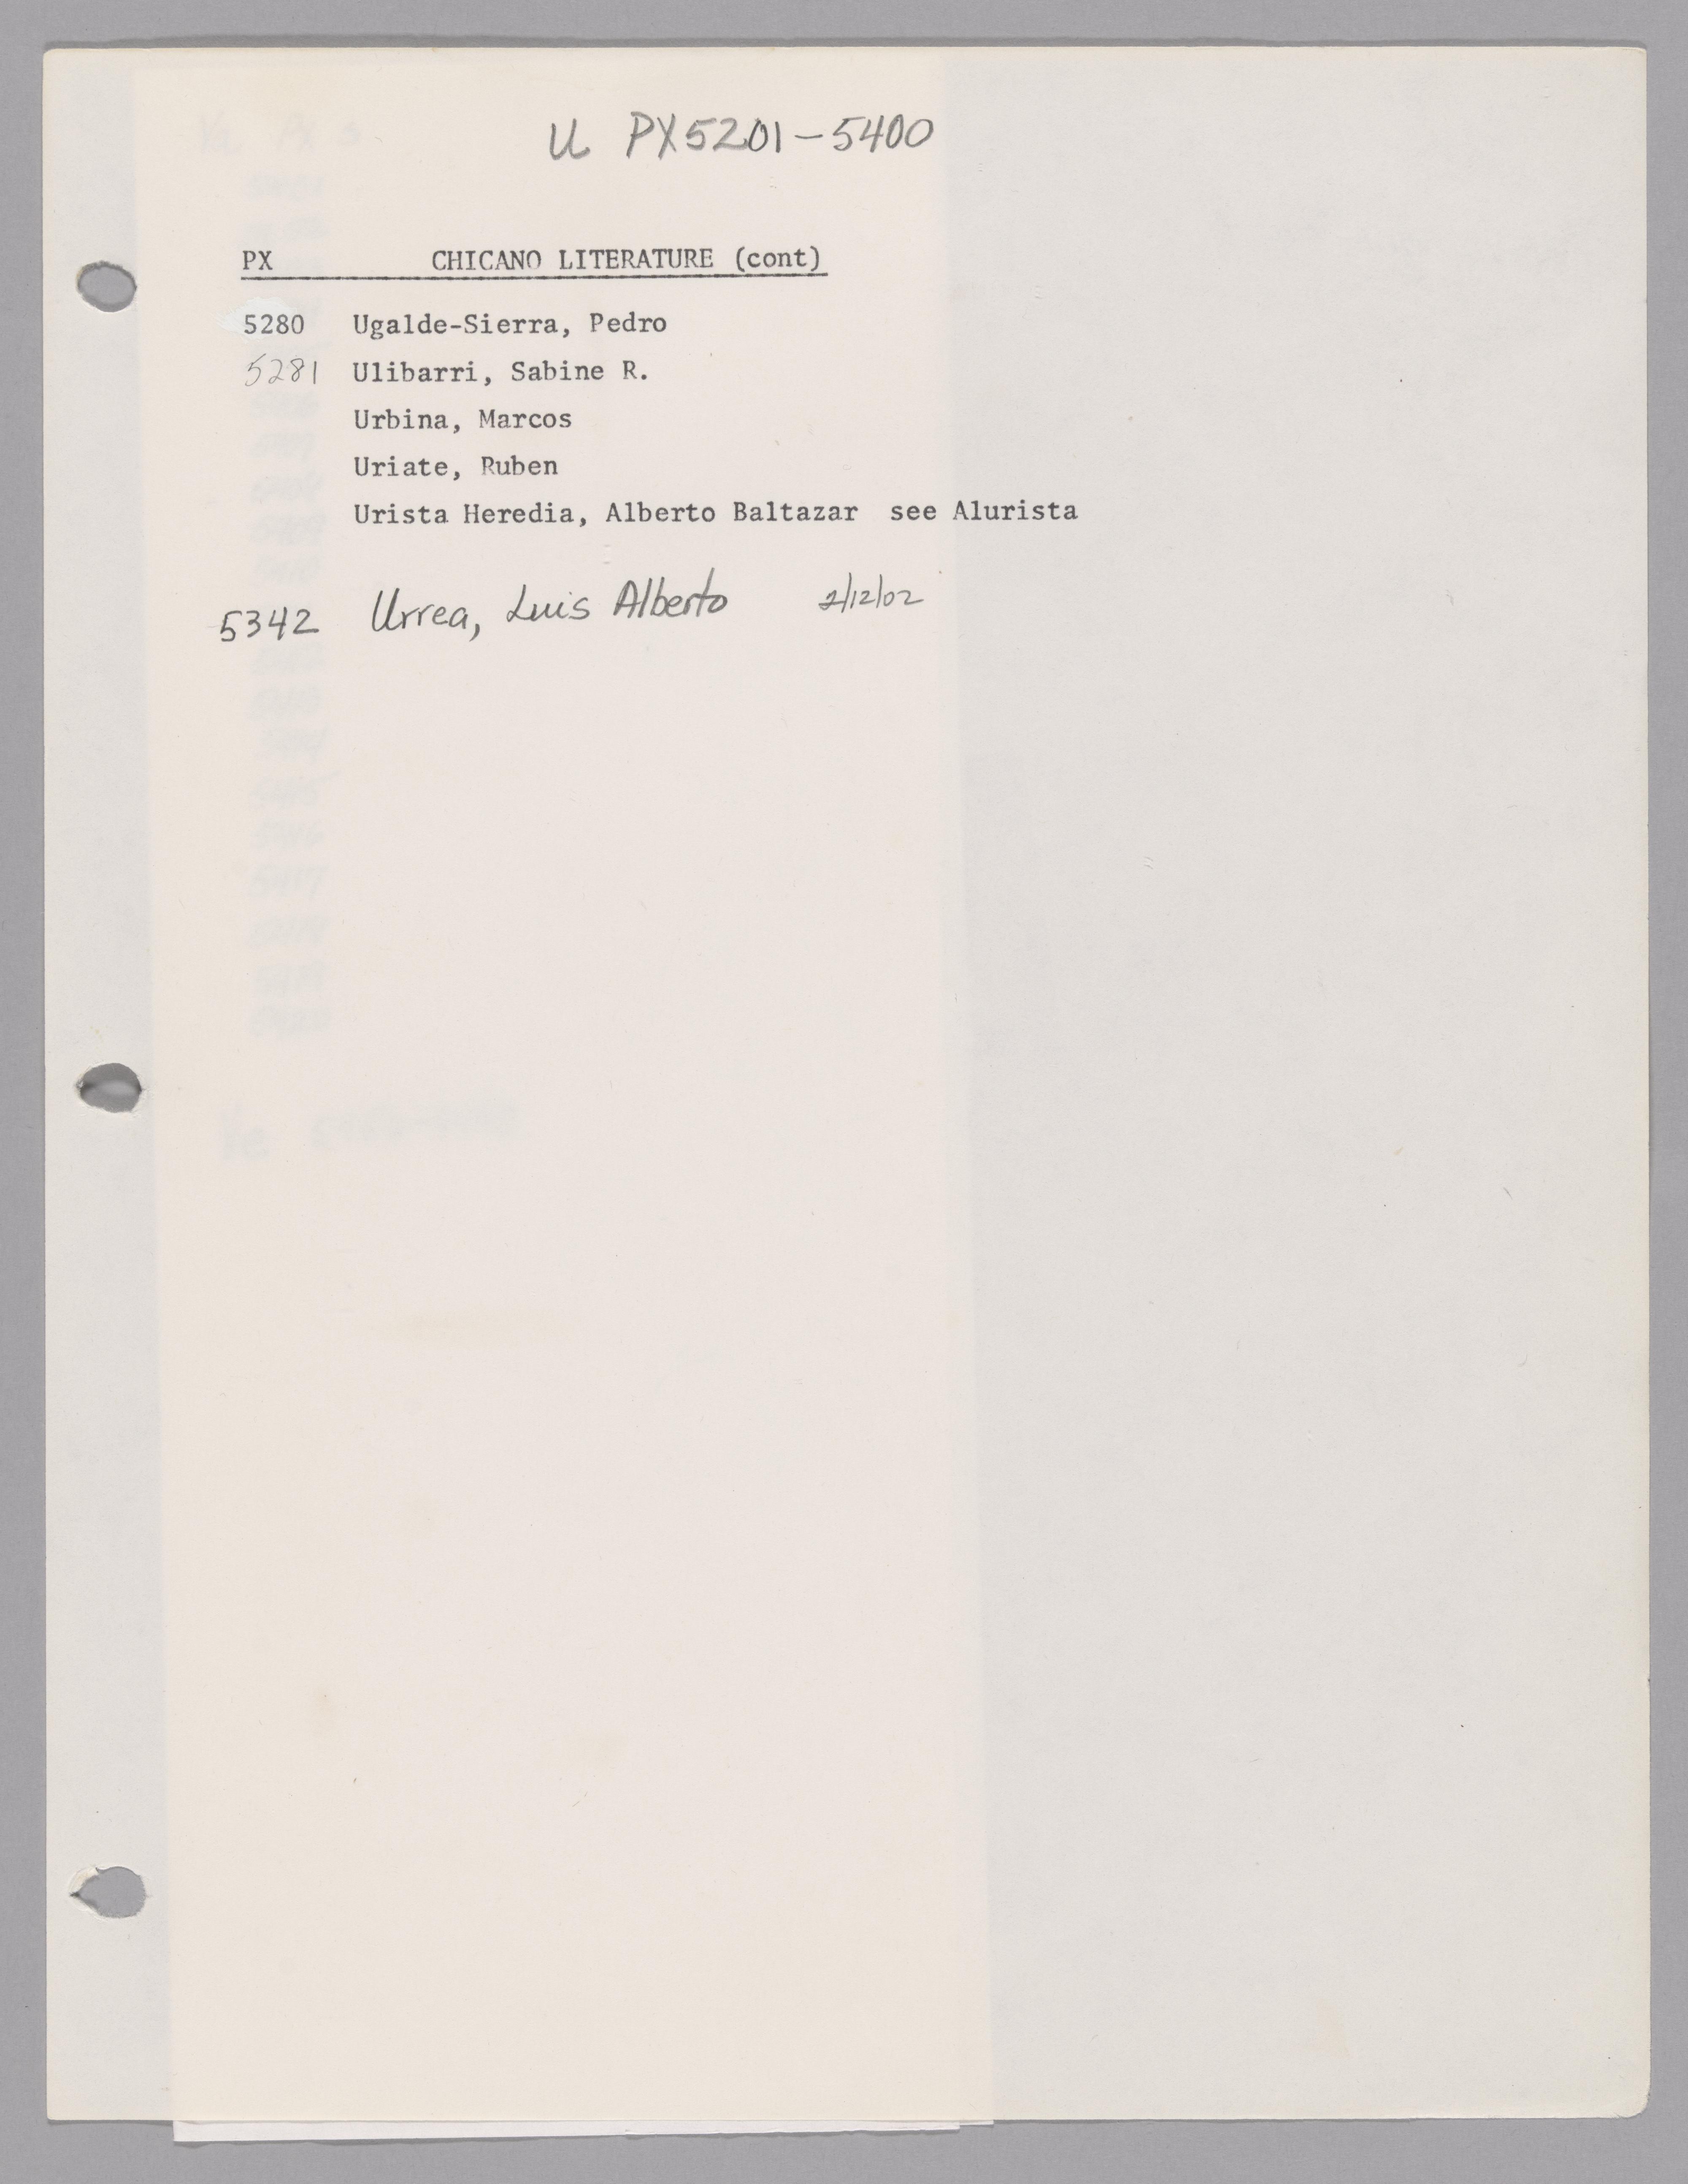 U PX5201-5400
PX CHICANO LITERATURE (cont)
5280 Ugalde-Sierra, Pedro
5281 Ulibarri, Sabine R.
Urbina, Marcos
Uriate, Ruben
Urista Heredia, Alberto Baltazar see Alurista
5342 Urrea, Luis Alberto 2/12/02